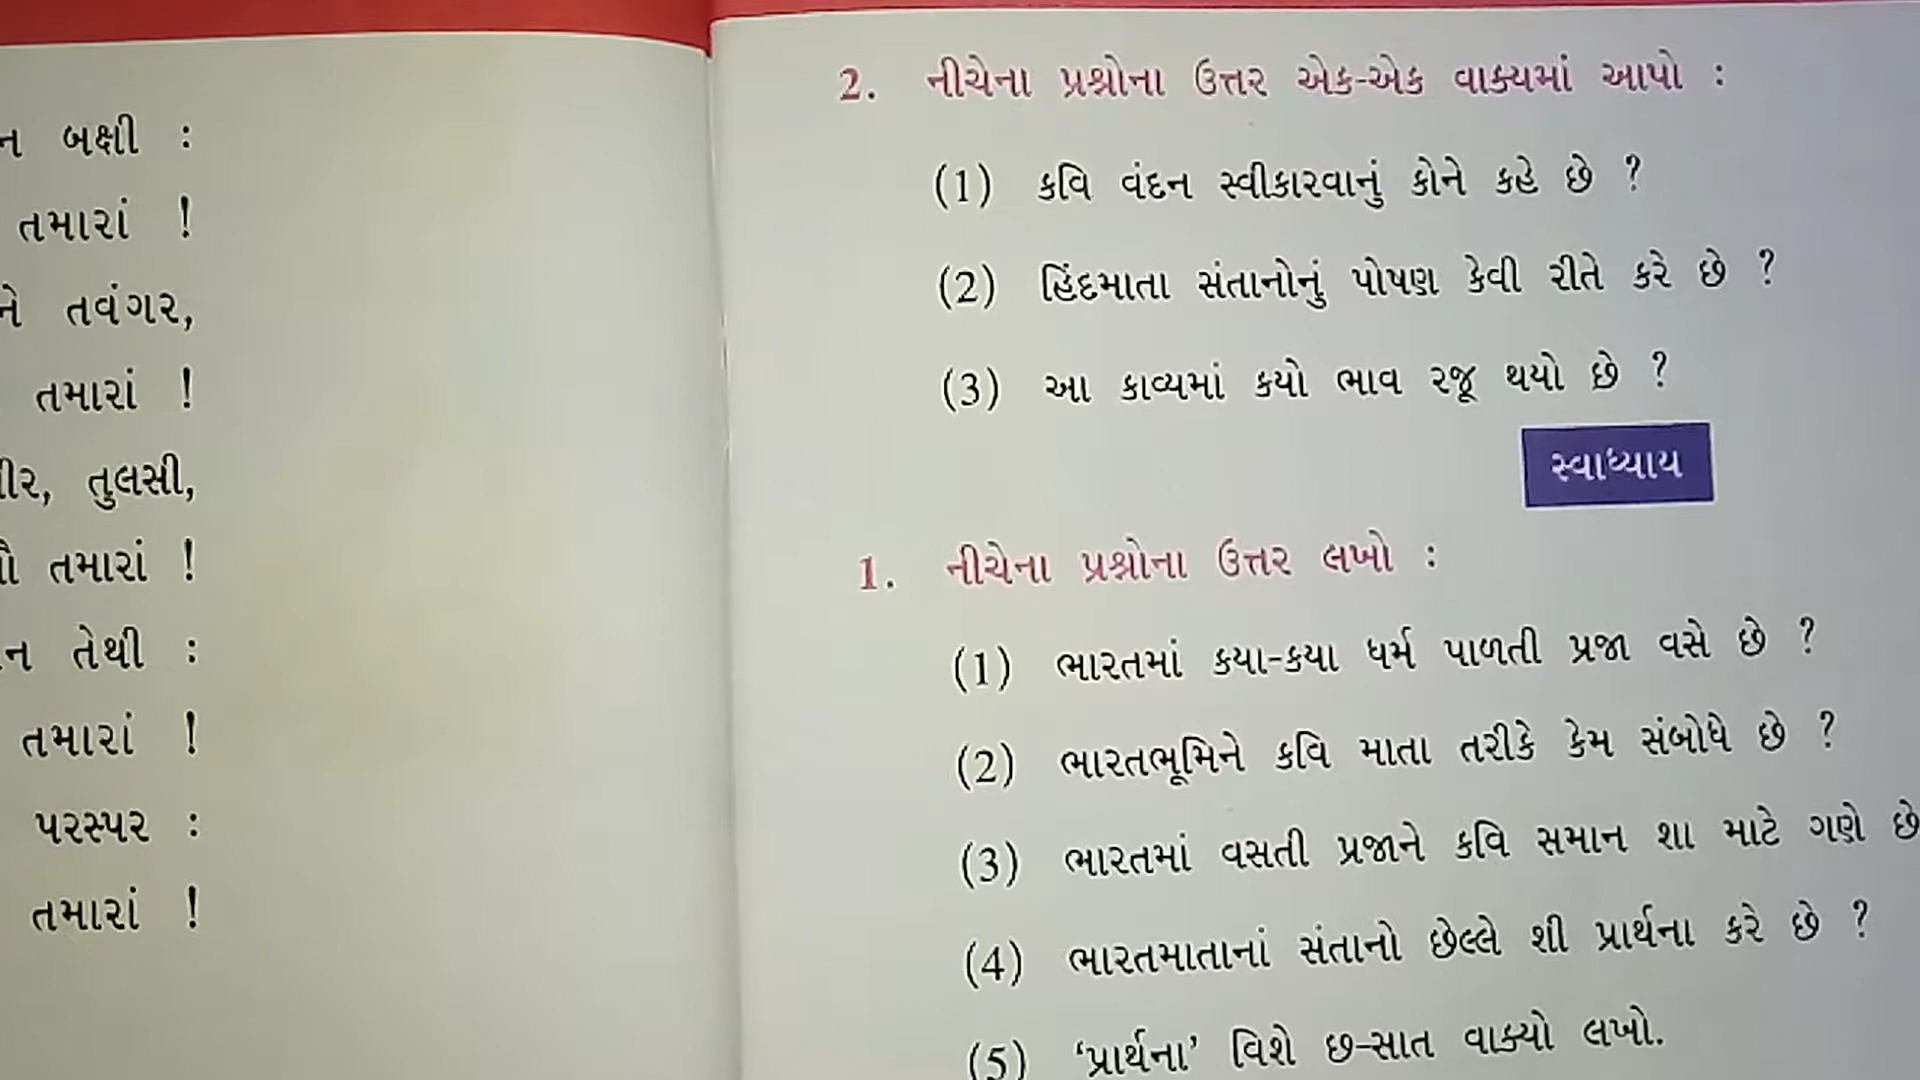 બક્ષી :
તમારાં !
તવંગર,
તમારાં !
તુલસી,
તમારાં !
તેથી :
તમારાં !
પરસ્પર :
તમારાં !
2. નીચેના પ્રશ્નોના ઉત્તર એક-એક વાક્યમાં આપો :
(1) કવિ વંદન સ્વીકારવાનું કોને કહે છે ?
(2) હિંદમાતા સંતાનોનું પોષણ કેવી રીતે કરે છે ?
(3) આ કાવ્યમાં કયો ભાવ રજૂ થયો છે ?
સ્વાધ્યાય
1. નીચેના પ્રશ્નોના ઉત્તર લખો :
(1) ભારતમાં કયા-કયા ધર્મ પાળતી પ્રજા વસે છે ?
(2) ભારતભૂમિને કવિ માતા તરીકે કેમ સંબોધે છે ?
(3) ભારતમાં વસતી પ્રજાને કવિ સમાન શા માટે ગણે છે
(4) ભારતમાતાનાં સંતાનો છેલ્લે શી પ્રાર્થના કરે છે ?
(5) ‘પ્રાર્થના’ વિશે છ-સાત વાક્યો લખો.